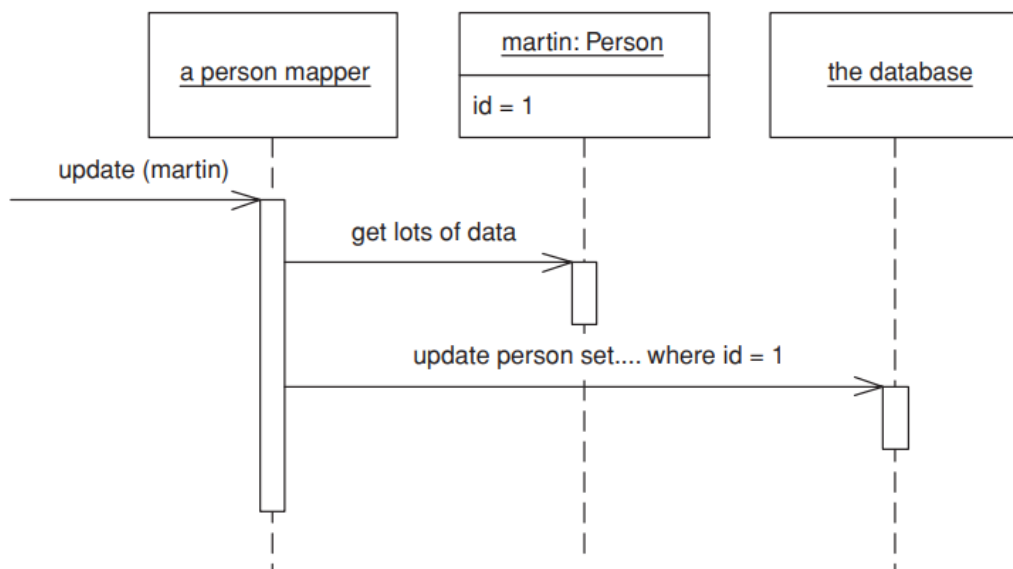 a person mapper
martin: Person
id = 1
the database
update (martin)
get lots of data
update person set.... where id = 1